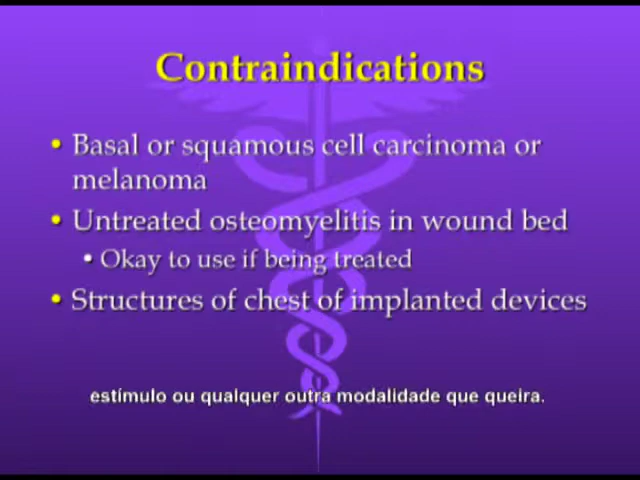 Contraindications
• Basal or squamous cell carcinoma or
melanoma
• Untreated osteomyelitis in wound bed
• Okay to use if being treated
• Structures of chest of implanted devices
estímulo ou qualquer outra modalidade que queira.